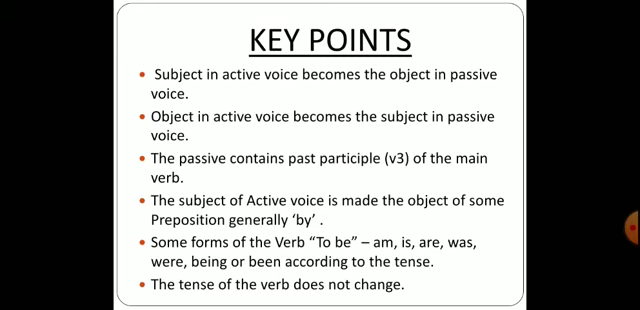 KEY POINTS
• Subject in active voice becomes the object in passive
voice.
• Object in active voice becomes the subject in passive
voice.
• The passive contains past participle (v3) of the main
verb.
• The subject of Active voice is made the object of some
Preposition generally ‘by’ .
• Some forms of the Verb “To be” – am, is, are, was,
were, being or been according to the tense.
• The tense of the verb does not change.